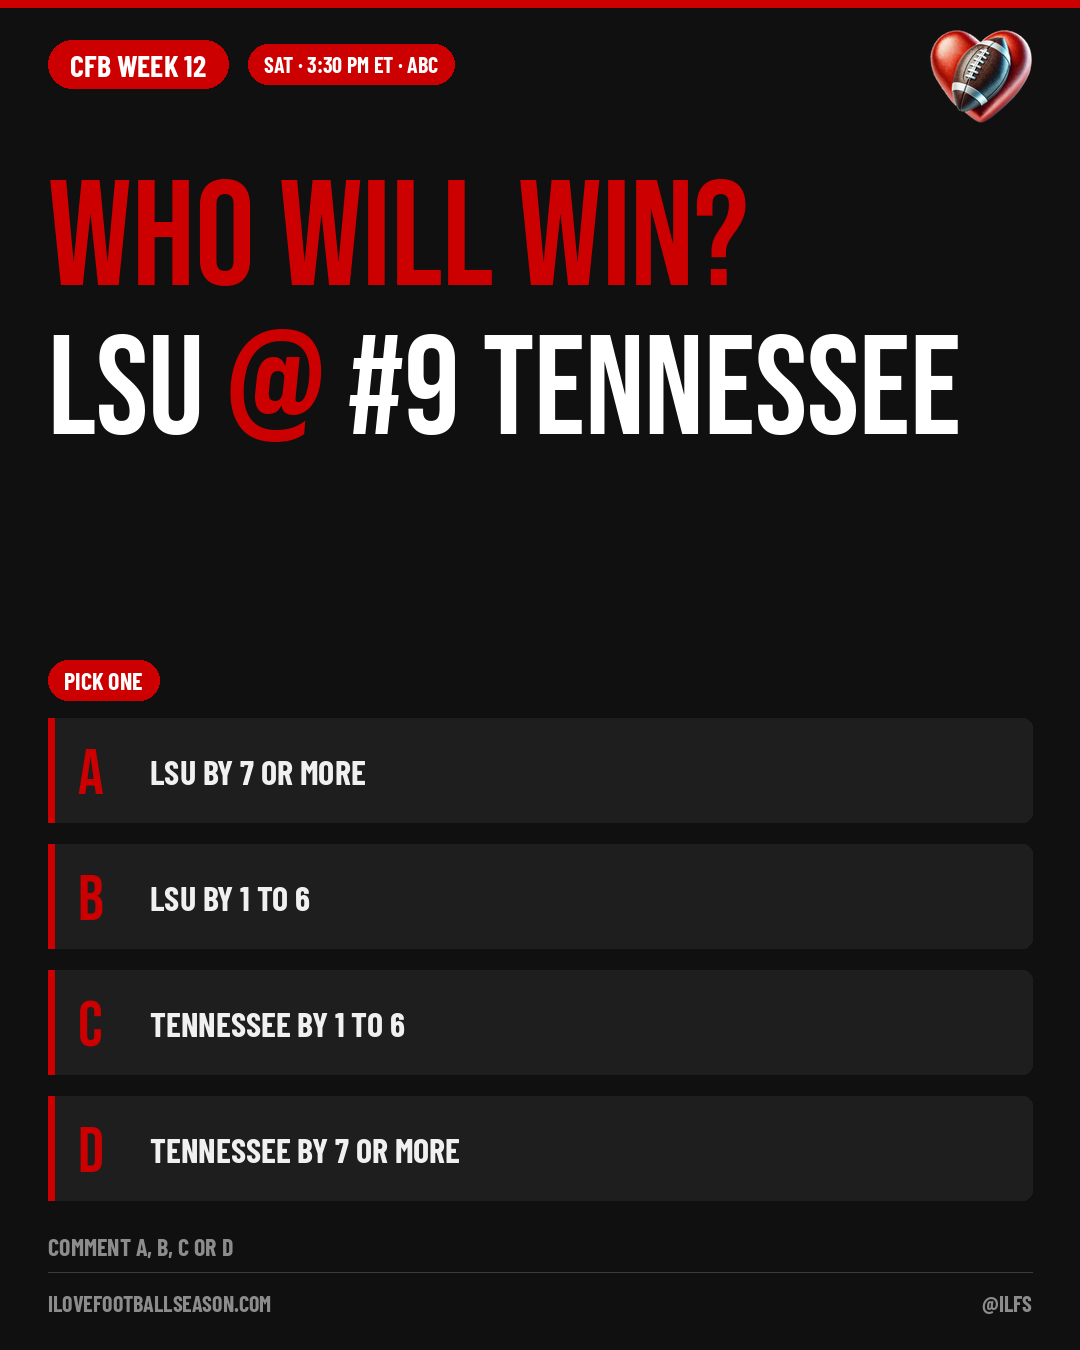 CFB WEEK 12
SAT · 3:30 PM ET · ABC
WHO WILL WIN?
LSU @ #9 TENNESSEE
PICK ONE
A LSU BY 7 OR MORE
B LSU BY 1 TO 6
C TENNESSEE BY 1 TO 6
D TENNESSEE BY 7 OR MORE
COMMENT A, B, C OR D
ILOVEFOOTBALLSEASON.COM
@ILFS